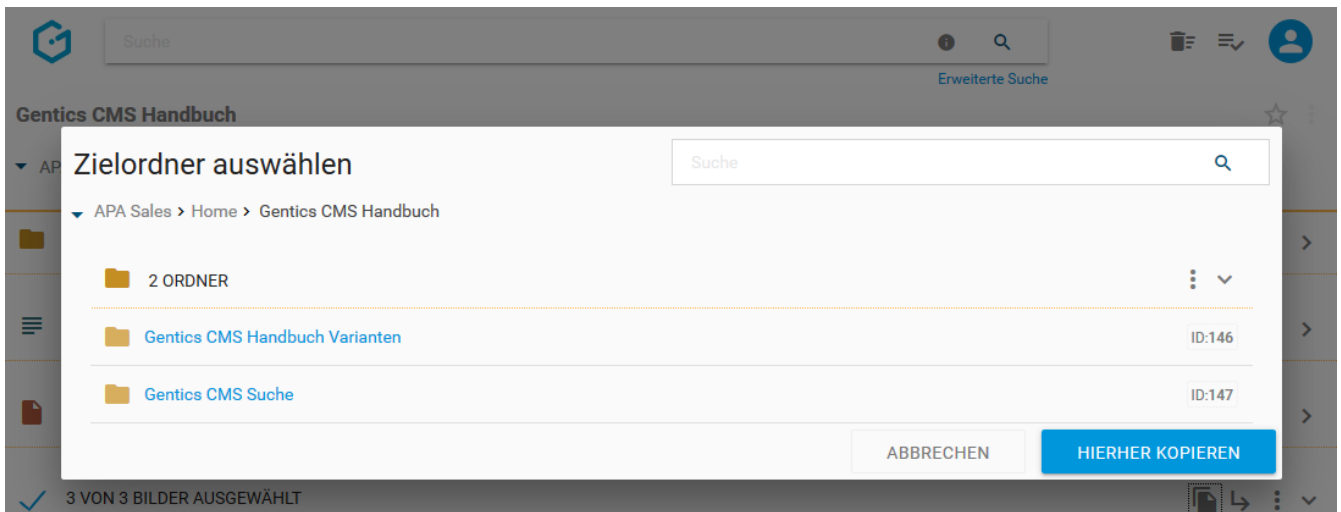 Suche
Erweiterte Suche
Gentics CMS Handbuch
AP
Zielordner auswählen
Suche
APA Sales > Home > Gentics CMS Handbuch
2 ORDNER
Gentics CMS Handbuch Varianten
ID:146
Gentics CMS Suche
ID:147
ABBRECHEN
HIERHER KOPIEREN
3 VON 3 BILDER AUSGEWÄHLT